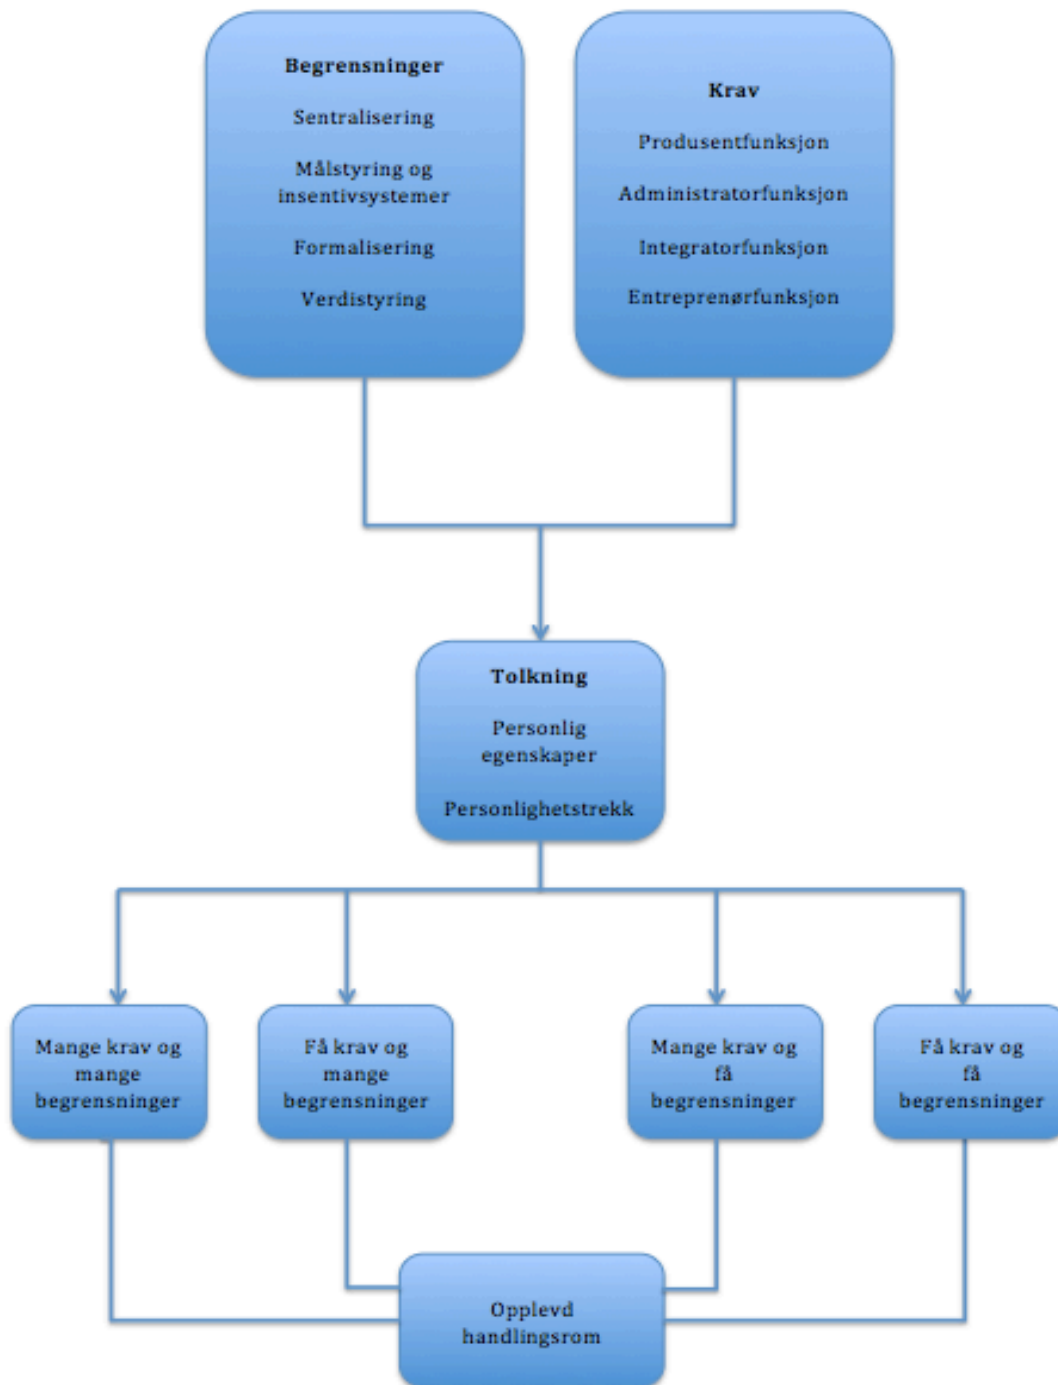 Begrensninger
Sentralisering
Målstyring og
insentivsystemer
Formalisering
Verdistyring
Krav
Produsentfunksjon
Administratorfunksjon
Integratorfunksjon
Entreprenørfunksjon
Tolkning
Personlig
egenskaper
Personlighetstrekk
Mange krav og
mange
begrensninger
Få krav og
mange
begrensninger
Mange krav og
få
begrensninger
Få krav og
få
begrensninger
Opplevd
handlingsrom